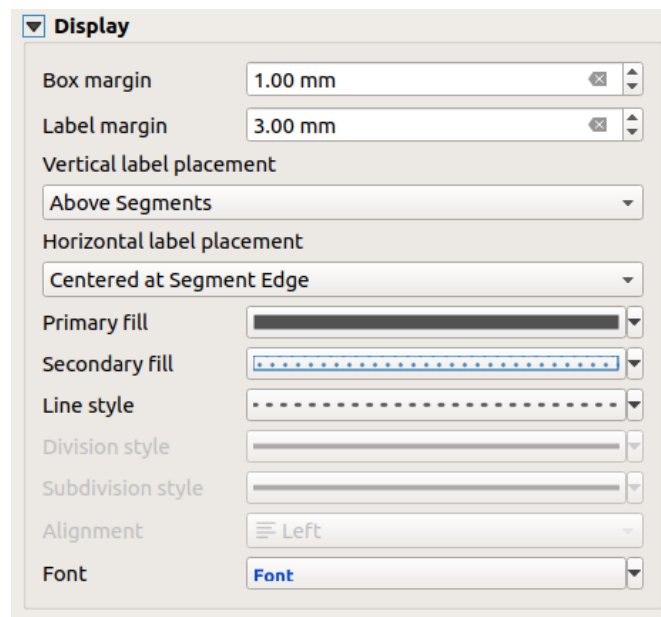 Display
Box margin 1.00 mm
Label margin 3.00 mm
Vertical label placement
Above Segments
Horizontal label placement
Centered at Segment Edge
Primary fill
Secondary fill
Line style
Division style
Subdivision style
Alignment Left
Font Font